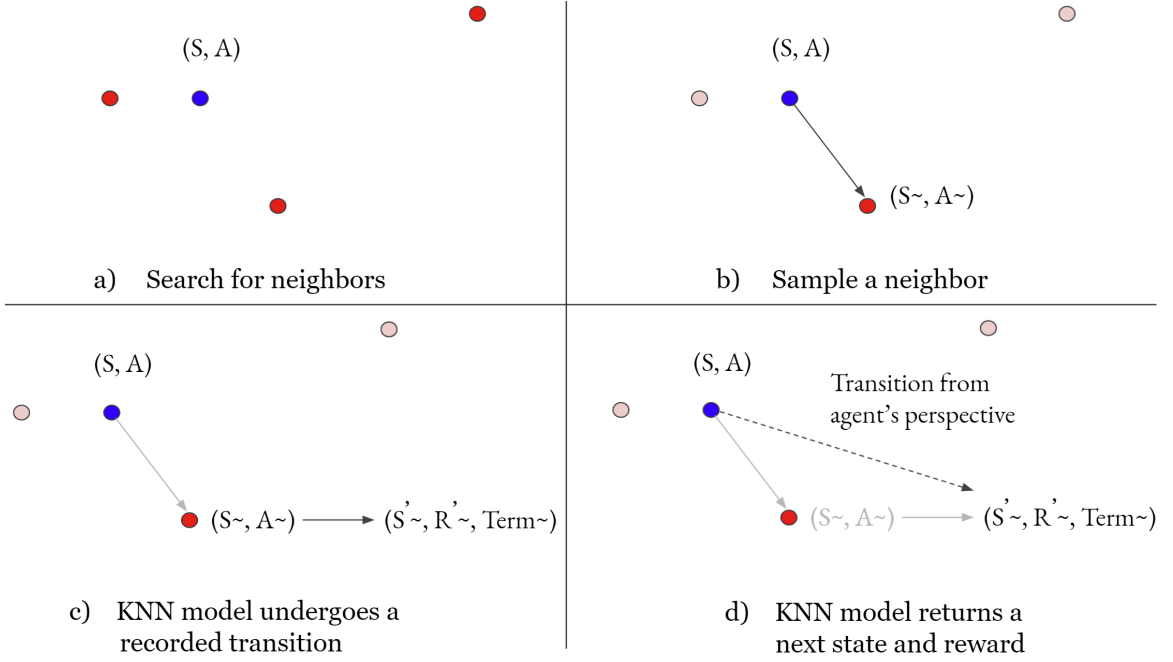 (S, A)
a) Search for neighbors
(S, A)
(S~, A~)
b) Sample a neighbor
(S, A)
(S~, A~)
(S'~, R'~, Term~)
c) KNN model undergoes a
recorded transition
(S, A)
Transition from
agent's perspective
(S~, A~)
(S'~, R'~, Term~)
d) KNN model returns a
next state and reward